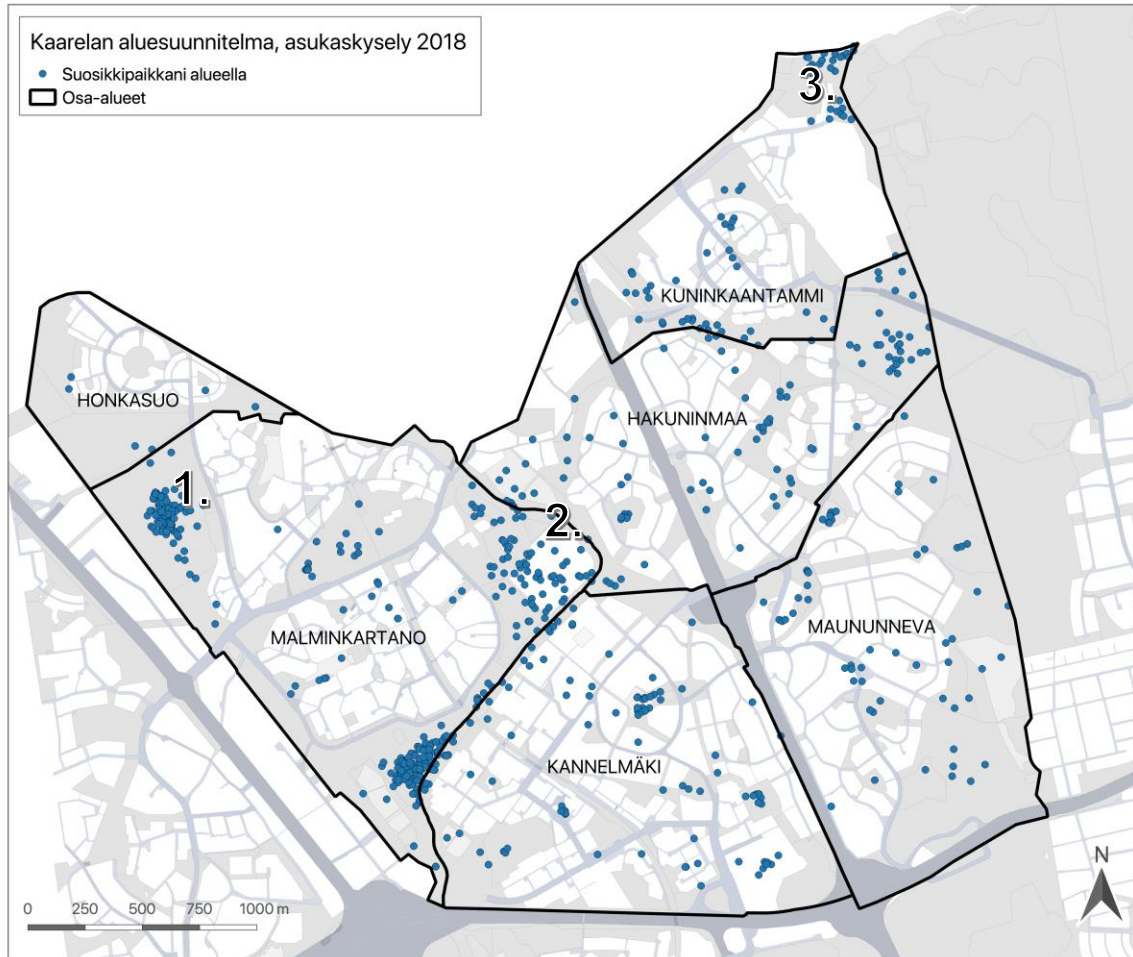 Kaarelan aluesuunnitelma, asukaskysely 2018
Suosikkipaikkani alueella
Osa-alueet
3.
KUNINKAANTAMMI
HONKASUO
HAKUNINMAA
1.
2.
MALMINKARTANO
MAUNUNNEVA
KANNELMÄKI
N
0 250 500 750 1000 m